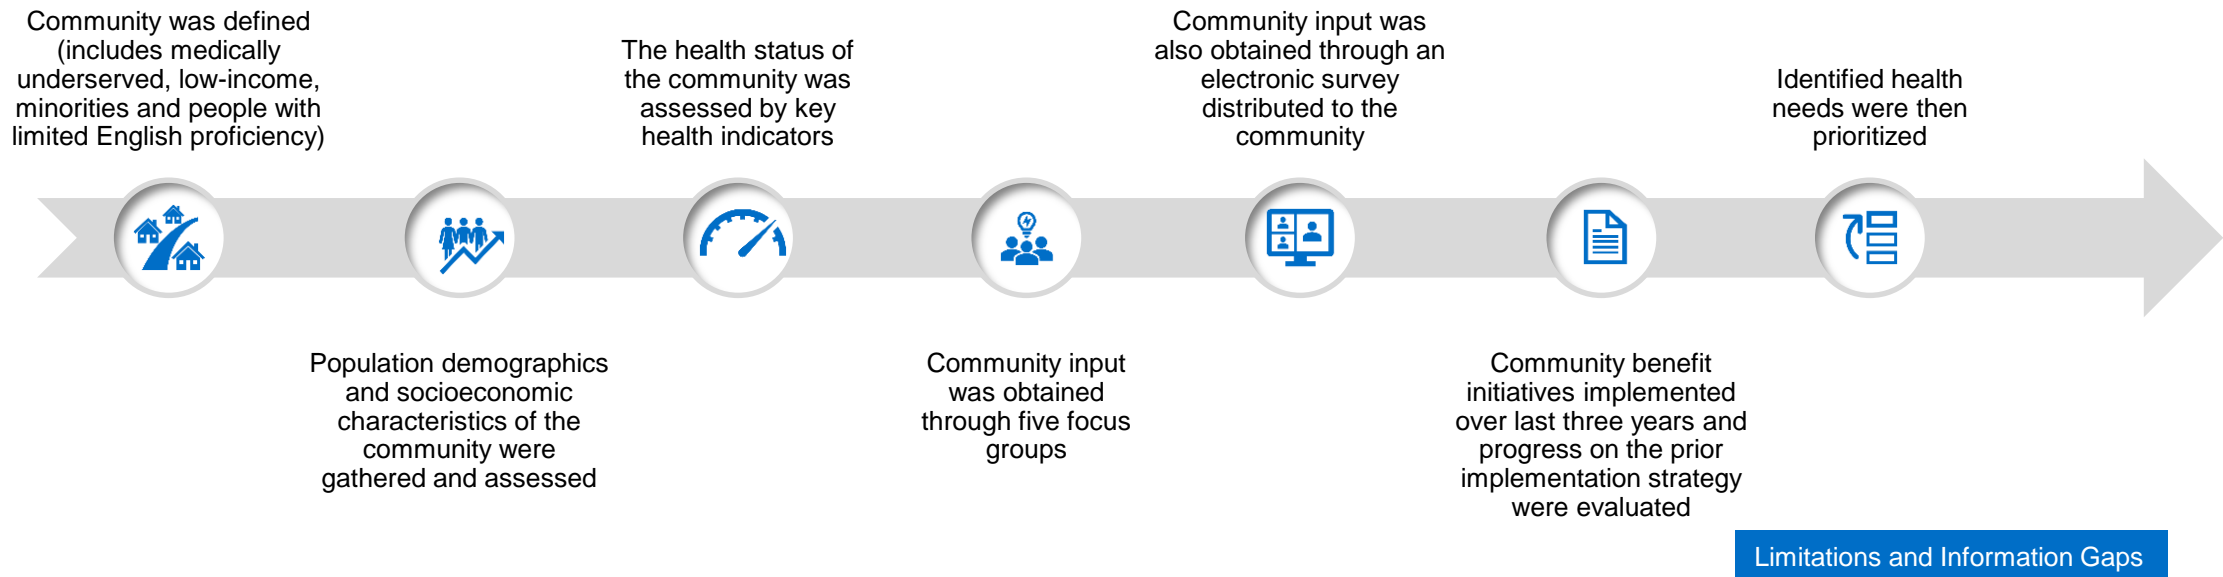 Community was defined
(includes medically
underserved, low-income,
minorities and people with
limited English proficiency)
Population demographics
and socioeconomic
characteristics of the
community were
gathered and assessed
The health status of
the community was
assessed by key
health indicators
Community input
was obtained
through five focus
groups
Community input was
also obtained through an
electronic survey
distributed to the
community
Community benefit
initiatives implemented
over last three years and
progress on the prior
implementation strategy
were evaluated
Identified health
needs were then
prioritized
Limitations and Information Gaps